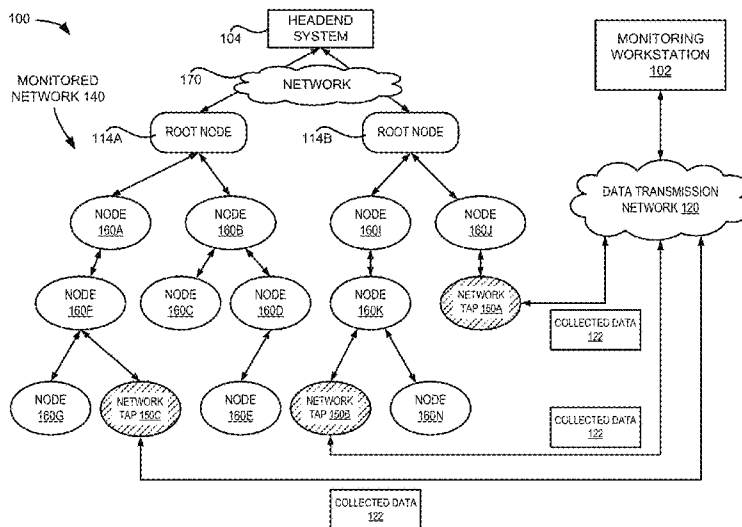 100
104
HEADEND
SYSTEM
MONITORING
WORKSTATION
102
170
NETWORK
MONITORED
NETWORK 140
114A
ROOT NODE
114B
ROOT NODE
DATA TRANSMISSION
NETWORK 120
NODE
160A
NODE
160B
NODE
160I
NODE
160J
NODE
160F
NODE
160C
NODE
160D
NODE
160K
NETWORK
TAP 150A
COLLECTED DATA
122
NODE
160G
NETWORK
TAP 150C
NODE
160E
NETWORK
TAP 150B
NODE
160N
COLLECTED DATA
122
COLLECTED DATA
122